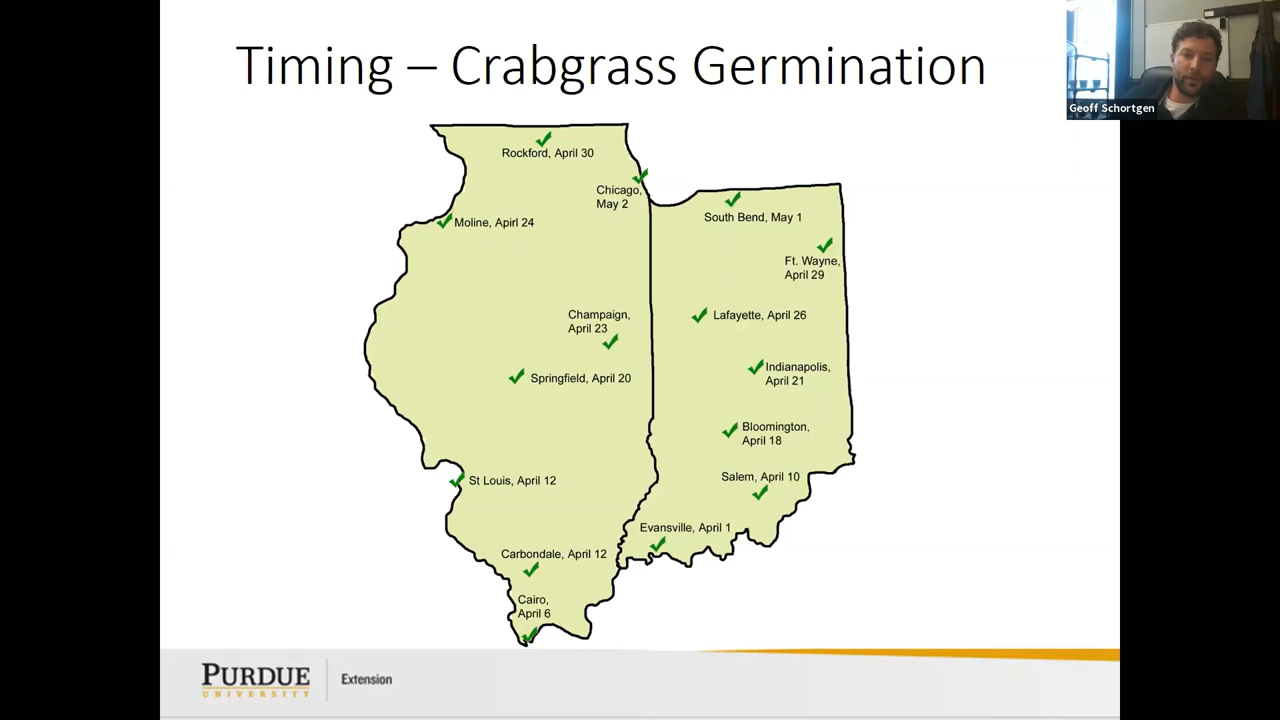 Timing – Crabgrass Germination
Geoff Schortgen
Rockford, April 30
Chicago,
May 2
Moline, Apirl 24
South Bend, May 1
Ft. Wayne,
April 29
Champaign,
April 23
Lafayette, April 26
Springfield, April 20
Indianapolis,
April 21
Bloomington,
April 18
St Louis, April 12
Salem, April 10
Evansville, April 1
Carbondale, April 12
Cairo,
April 6
PURDUE
UNIVERSITY
Extension